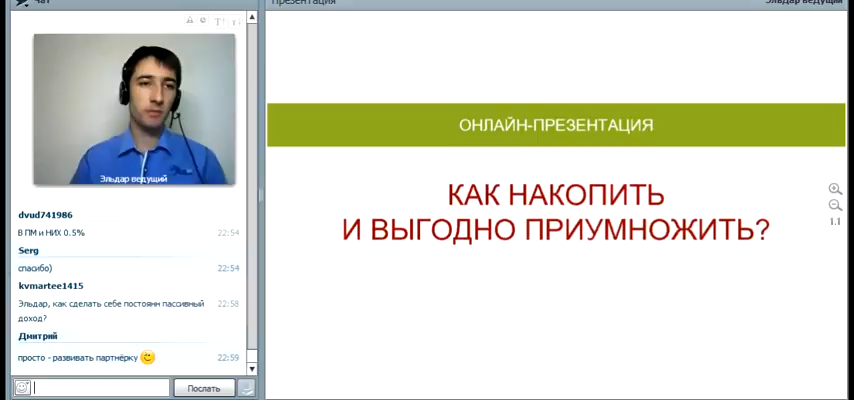 Чат
Презентация
Эльдар ведущий
Эльдар ведущий
dvud741986
В ПМ и НИХ 0.5%
22:54
Serg
спасибо)
22:54
kvmartee1415
Эльдар, как сделать себе постоянн пассивный
22:58
доход?
Дмитрий
просто - развивать партнёрку
22:59
Послать
ОНЛАЙН-ПРЕЗЕНТАЦИЯ
КАК НАКОПИТЬ
И ВЫГОДНО ПРИУМНОЖИТЬ?
1:1